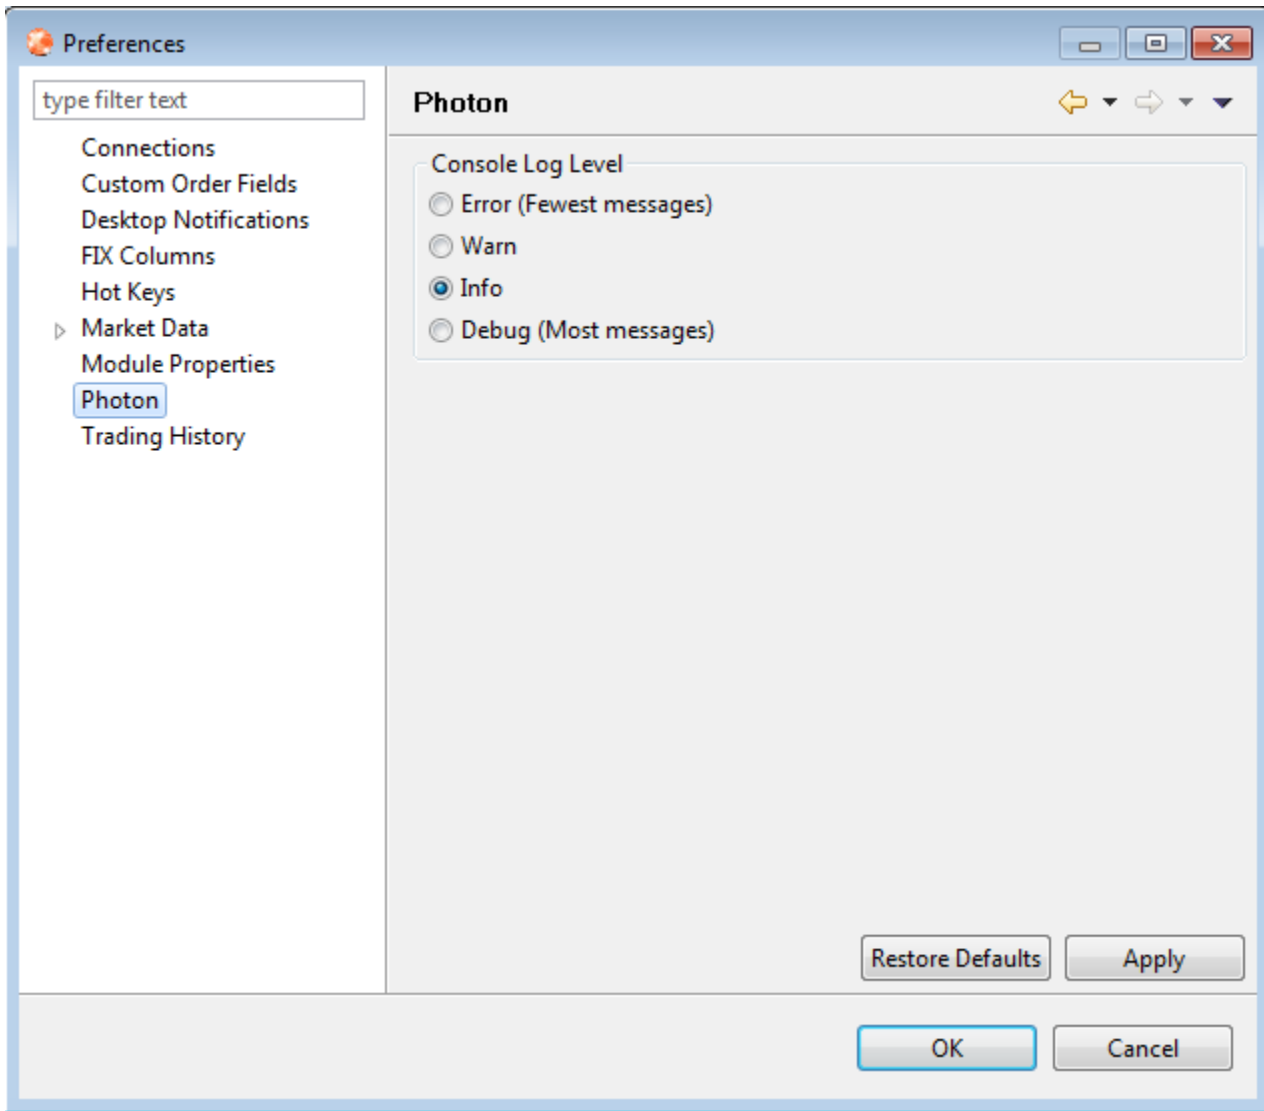 Preferences
type filter text
Connections
Custom Order Fields
Desktop Notifications
FIX Columns
Hot Keys
Market Data
Module Properties
Photon
Trading History
Photon
Console Log Level
Error (Fewest messages)
Warn
Info
Debug (Most messages)
Restore Defaults
Apply
OK
Cancel